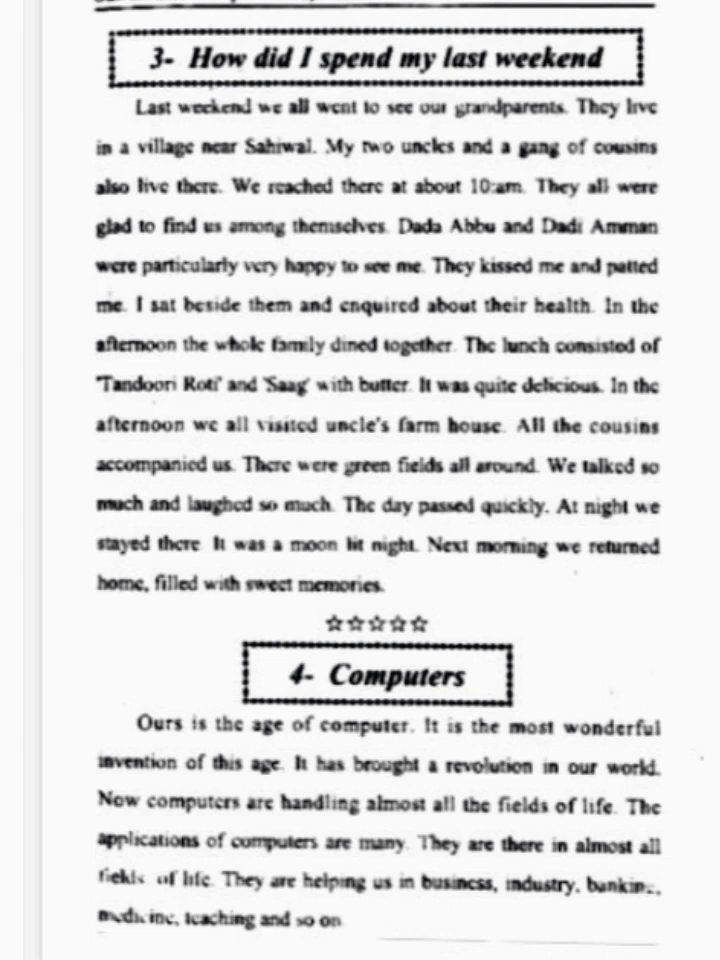 3- How did I spend my last weekend
Last weekend we all went to see our grandparents. They live
in a village near Sahiwal. My two uncles and a gang of cousins
also live there. We reached there at about 10:am. They all were
glad to find us among themselves. Dada Abbu and Dadi Amman
were particularly very happy to see me. They kissed me and patted
me. I sat beside them and enquired about their health. In the
afternoon the whole family dined together. The lunch consisted of
'Tandoori Roti' and 'Saag' with butter. It was quite delicious. In the
afternoon we all visited uncle's farm house. All the cousins
accompanied us. There were green fields all around. We talked so
much and laughed so much. The day passed quickly. At night we
stayed there. It was a moon lit night. Next morning we returned
home, filled with sweet memories.
☆☆☆☆☆
4- Computers
Ours is the age of computer. It is the most wonderful
invention of this age. It has brought a revolution in our world.
Now computers are handling almost all the fields of life. The
applications of computers are many. They are there in almost all
fields of life. They are helping us in business, industry, banking,
medicine, teaching and so on